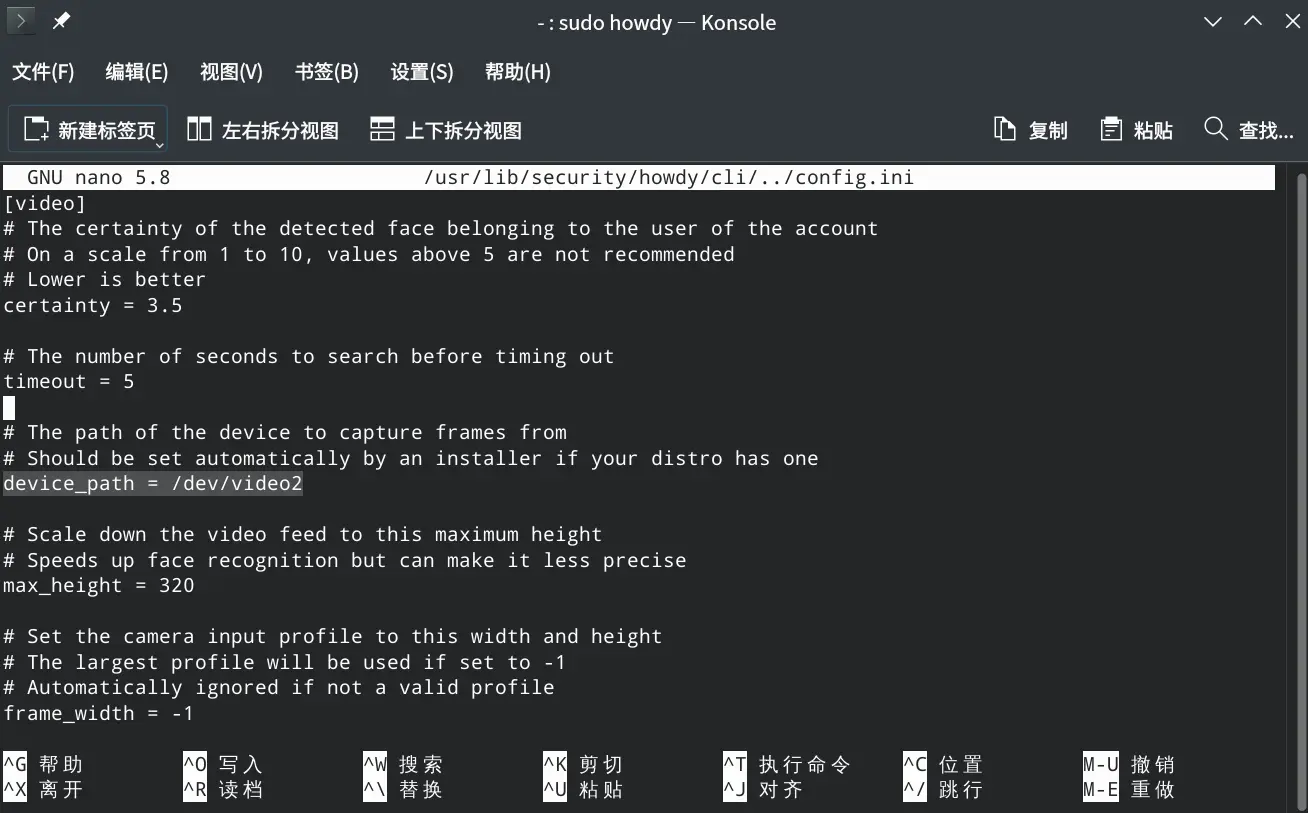 - : sudo howdy — Konsole
文件(F) 编辑(E) 视图(V) 书签(B) 设置(S) 帮助(H)
新建标签页 左右拆分视图 上下拆分视图 复制 粘贴 查找...
GNU nano 5.8 /usr/lib/security/howdy/cli/../config.ini
[video]
# The certainty of the detected face belonging to the user of the account
# On a scale from 1 to 10, values above 5 are not recommended
# Lower is better
certainty = 3.5
# The number of seconds to search before timing out
timeout = 5
# The path of the device to capture frames from
# Should be set automatically by an installer if your distro has one
device_path = /dev/video2
# Scale down the video feed to this maximum height
# Speeds up face recognition but can make it less precise
max_height = 320
# Set the camera input profile to this width and height
# The largest profile will be used if set to -1
# Automatically ignored if not a valid profile
frame_width = -1
^G 帮助 ^O 写入 ^W 搜索 ^K 剪切 ^T 执行命令 ^C 位置 M-U 撤销
^X 离开 ^R 读档 ^\ 替换 ^U 粘贴 ^J 对齐 ^/ 跳行 M-E 重做